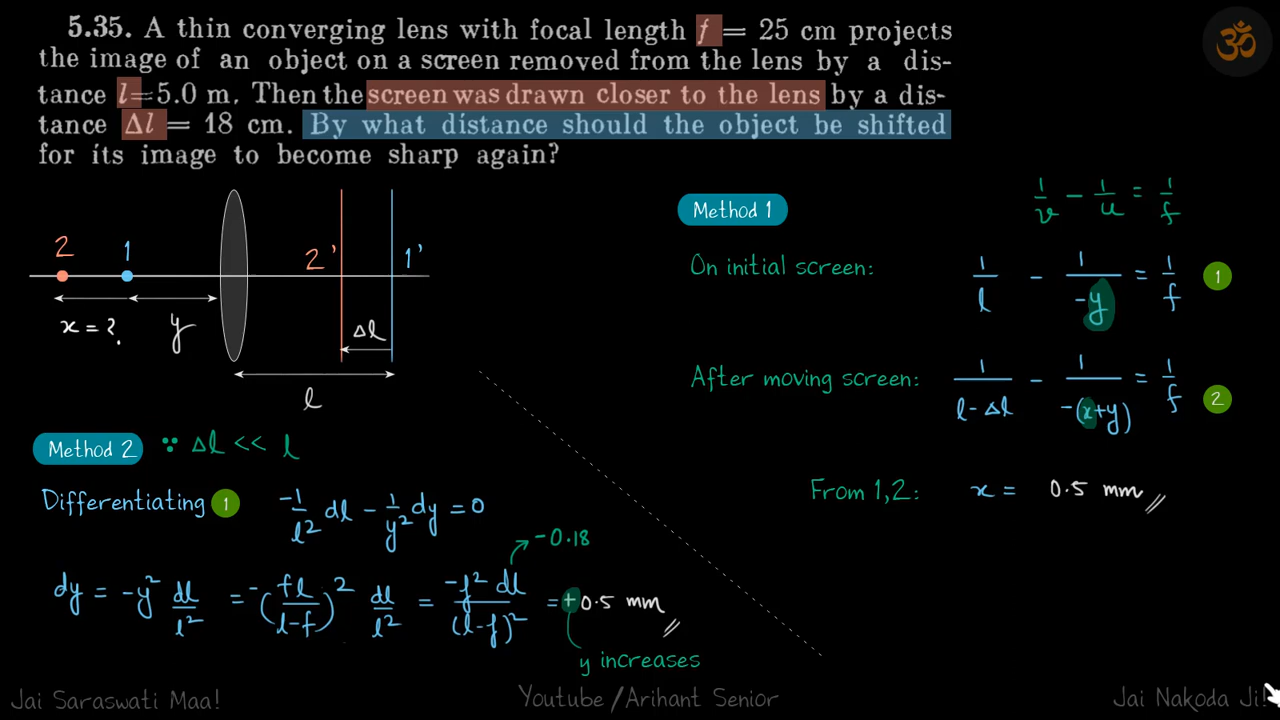 5.35. A thin converging lens with focal length f = 25 cm projects
the image of an object on a screen removed from the lens by a dis-
tance l=5.0 m. Then the screen was drawn closer to the lens by a dis-
tance Δl = 18 cm. By what distance should the object be shifted
for its image to become sharp again?
ॐ
2 1 2' 1'
x = ? y Δl
l
Method 1
1/v - 1/u = 1/f
On initial screen: 1/l - 1/-y = 1/f 1
After moving screen: 1/l-Δl - 1/-(x+y) = 1/f 2
From 1,2: x = 0.5 mm
Method 2 ∵ Δl << l
Differentiating 1 -1/l² dl - 1/y² dy = 0
-0.18
dy = -y² dl/l² = -(fl/l-f)² dl/l² = -f² dl/(l-f)² = +0.5 mm
y increases
Jai Saraswati Maa! Youtube /Arihant Senior Jai Nakoda Ji!